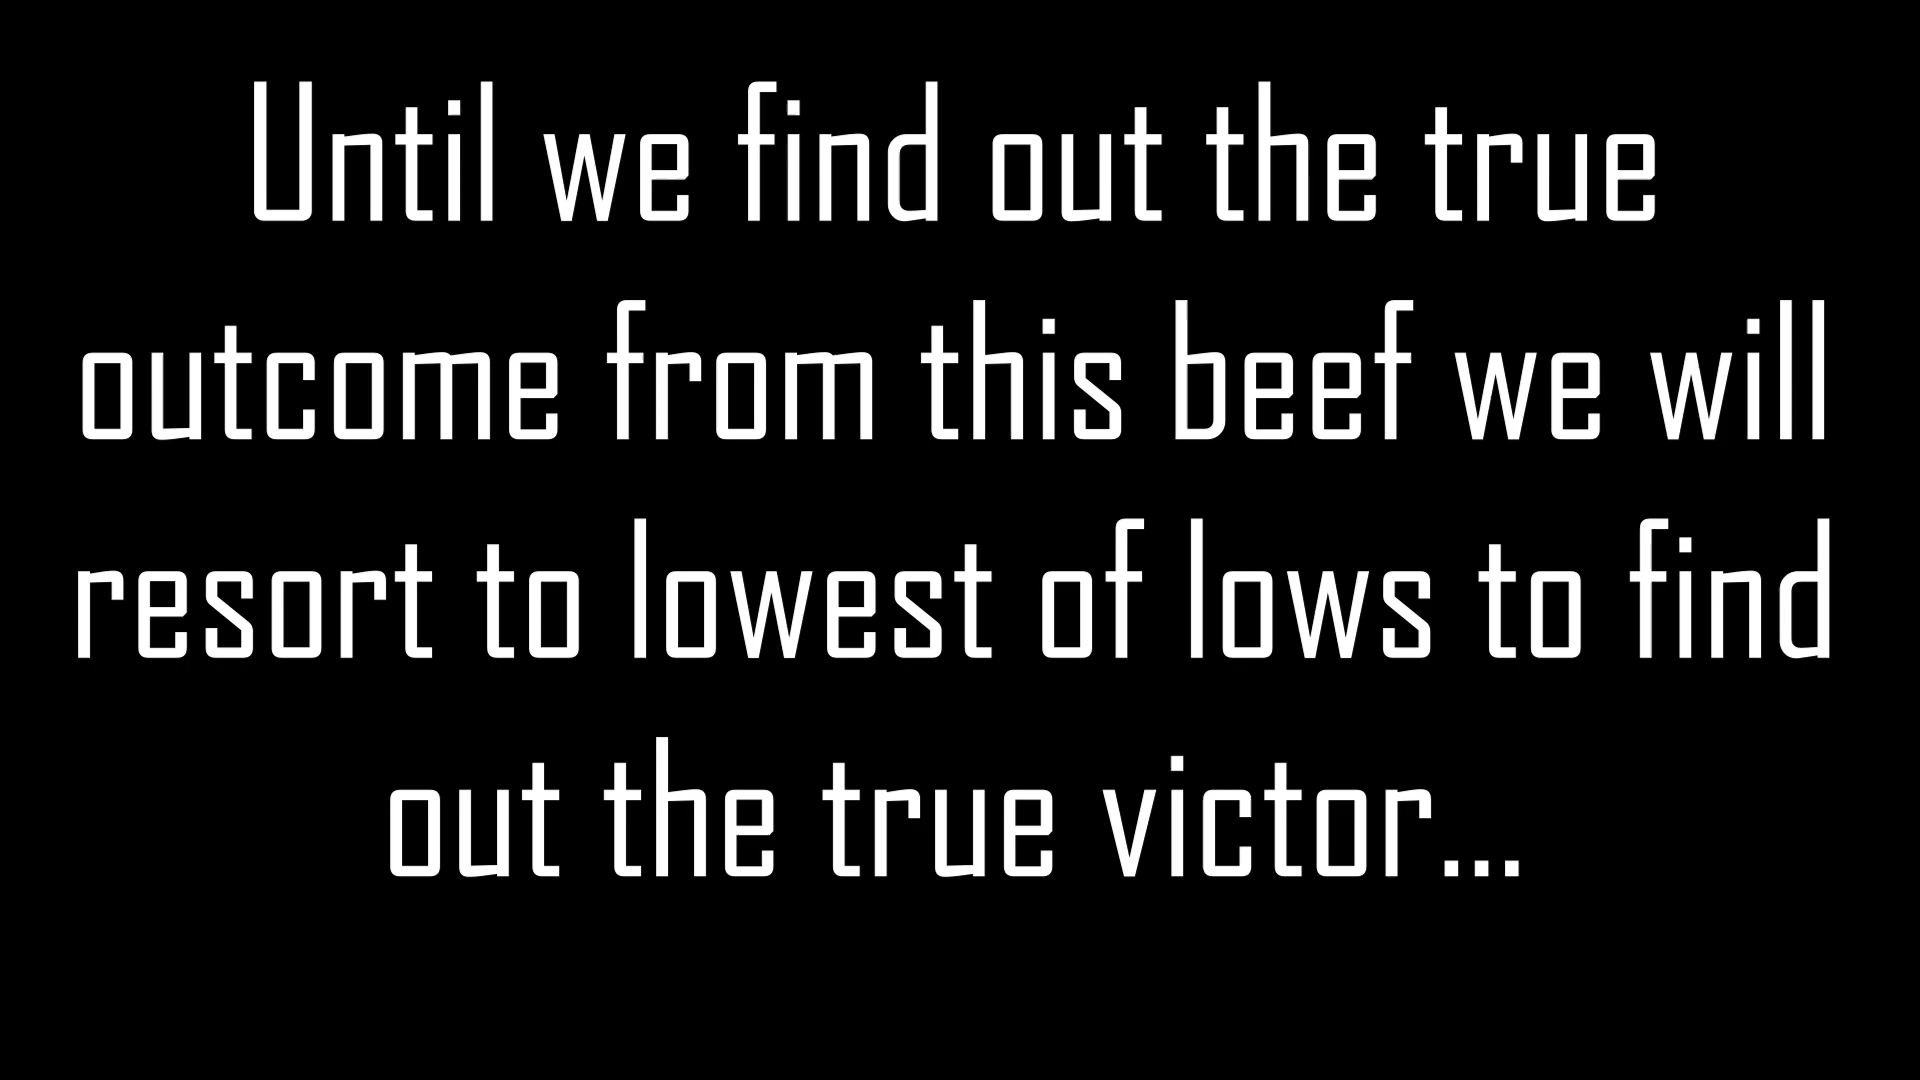 Until we find out the true
outcome from this beef we will
resort to lowest of lows to find
out the true victor...